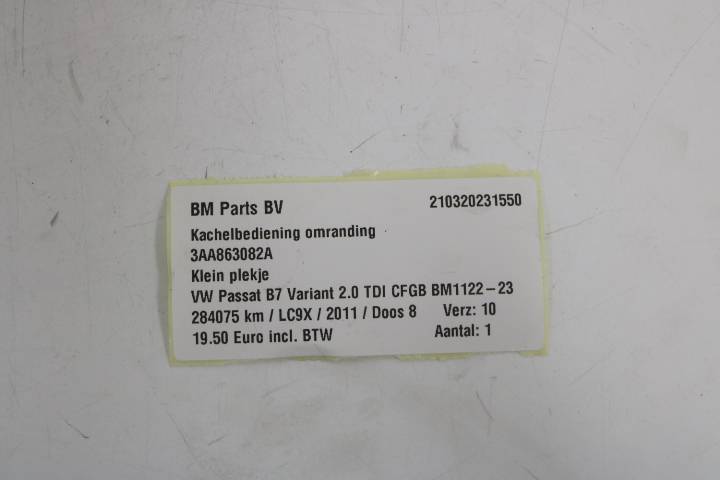 BM Parts BV 210320231550
Kachelbediening omranding
3AA863082A
Klein plekje
VW Passat B7 Variant 2.0 TDI CFGB BM1122-23
284075 km / LC9X / 2011 / Doos 8 Verz: 10
19.50 Euro incl. BTW Aantal: 1